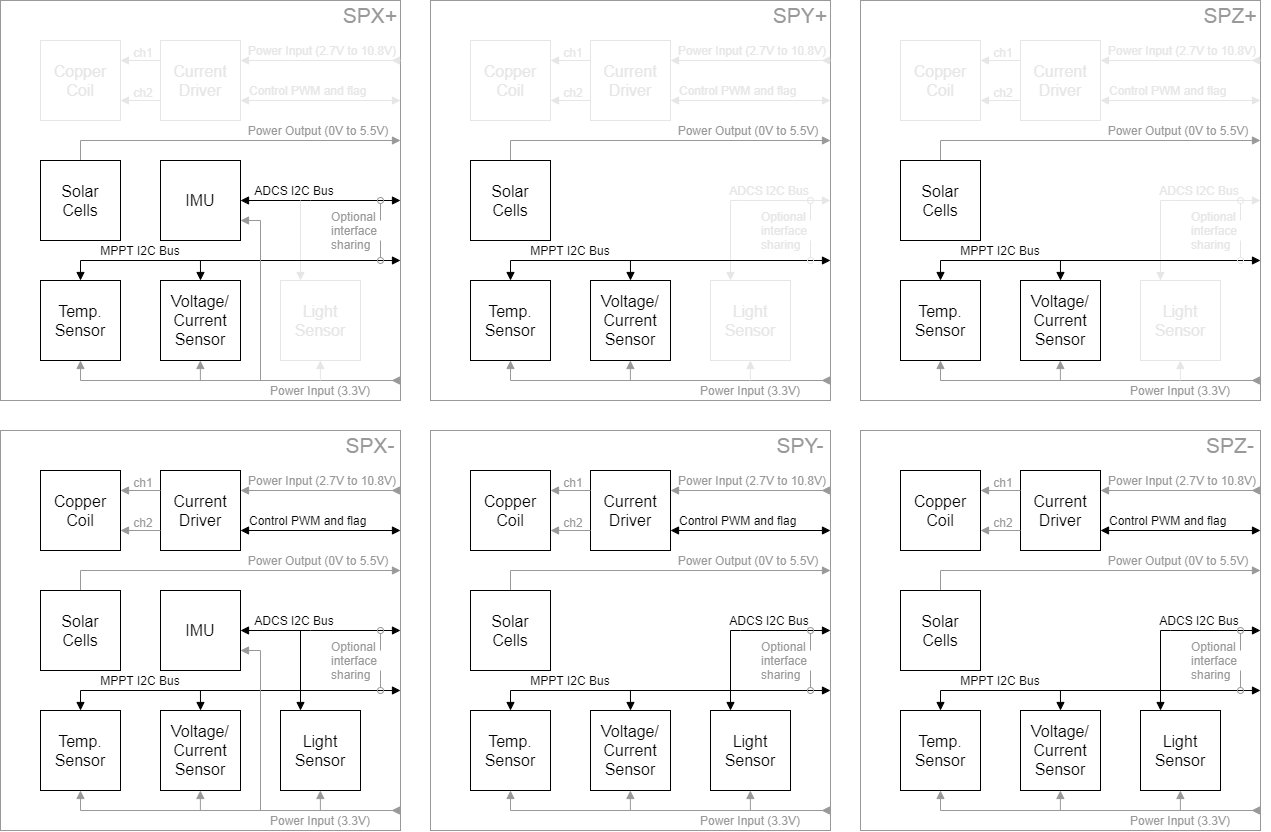 SPX+
Copper
Coil
ch1
ch2
Current
Driver
Power Input (2.7V to 10.8V)
Control PWM and flag
Power Output (0V to 5.5V)
Solar
Cells
IMU
ADCS I2C Bus
Optional
interface
sharing
MPPT I2C Bus
Temp.
Sensor
Voltage/
Current
Sensor
Light
Sensor
Power Input (3.3V)
SPY+
Copper
Coil
ch1
ch2
Current
Driver
Power Input (2.7V to 10.8V)
Control PWM and flag
Power Output (0V to 5.5V)
Solar
Cells
ADCS I2C Bus
Optional
interface
sharing
MPPT I2C Bus
Temp.
Sensor
Voltage/
Current
Sensor
Light
Sensor
Power Input (3.3V)
SPZ+
Copper
Coil
ch1
ch2
Current
Driver
Power Input (2.7V to 10.8V)
Control PWM and flag
Power Output (0V to 5.5V)
Solar
Cells
ADCS I2C Bus
Optional
interface
sharing
MPPT I2C Bus
Temp.
Sensor
Voltage/
Current
Sensor
Light
Sensor
Power Input (3.3V)
SPX-
Copper
Coil
ch1
ch2
Current
Driver
Power Input (2.7V to 10.8V)
Control PWM and flag
Power Output (0V to 5.5V)
Solar
Cells
IMU
ADCS I2C Bus
Optional
interface
sharing
MPPT I2C Bus
Temp.
Sensor
Voltage/
Current
Sensor
Light
Sensor
Power Input (3.3V)
SPY-
Copper
Coil
ch1
ch2
Current
Driver
Power Input (2.7V to 10.8V)
Control PWM and flag
Power Output (0V to 5.5V)
Solar
Cells
ADCS I2C Bus
Optional
interface
sharing
MPPT I2C Bus
Temp.
Sensor
Voltage/
Current
Sensor
Light
Sensor
Power Input (3.3V)
SPZ-
Copper
Coil
ch1
ch2
Current
Driver
Power Input (2.7V to 10.8V)
Control PWM and flag
Power Output (0V to 5.5V)
Solar
Cells
ADCS I2C Bus
Optional
interface
sharing
MPPT I2C Bus
Temp.
Sensor
Voltage/
Current
Sensor
Light
Sensor
Power Input (3.3V)